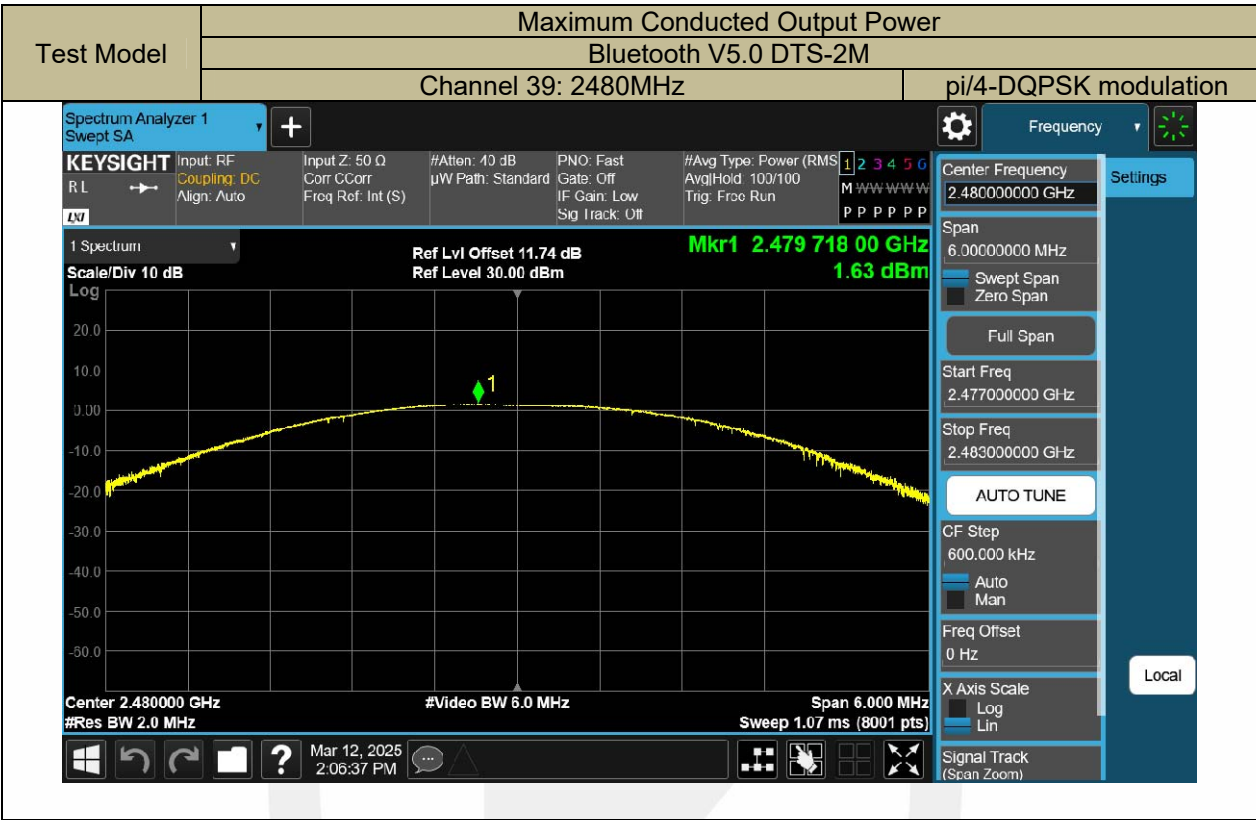 Test Model
Maximum Conducted Output Power
Bluetooth V5.0 DTS-2M
Channel 39: 2480MHz
pi/4-DQPSK modulation
Spectrum Analyzer 1
Swept SA
Frequency
KEYSIGHT
RL
LXI
Input: RF
Coupling: DC
Align: Auto
Input Z: 50 Ω
Corr CCorr
Freq Ref: Int (S)
#Atten: 40 dB
µW Path: Standard
PNO: Fast
Gate: Off
IF Gain: Low
Sig Track: Off
#Avg Type: Power (RMS
Avg|Hold: 100/100
Trig: Free Run
1 2 3 4 5 6
M W W W W W
P P P P P P
1 Spectrum
Scale/Div 10 dB
Log
Ref Lvl Offset 11.74 dB
Ref Level 30.00 dBm
Mkr1 2.479 718 00 GHz
1.63 dBm
1
20.0
10.0
0.00
-10.0
-20.0
-30.0
-40.0
-50.0
-60.0
Center 2.480000 GHz
#Res BW 2.0 MHz
#Video BW 6.0 MHz
Span 6.000 MHz
Sweep 1.07 ms (8001 pts)
?
Mar 12, 2025
2:06:37 PM
Center Frequency
2.480000000 GHz
Span
6.00000000 MHz
Swept Span
Zero Span
Full Span
Start Freq
2.477000000 GHz
Stop Freq
2.483000000 GHz
AUTO TUNE
CF Step
600.000 kHz
Auto
Man
Freq Offset
0 Hz
X Axis Scale
Log
Lin
Signal Track
(Span Zoom)
Settings
Local